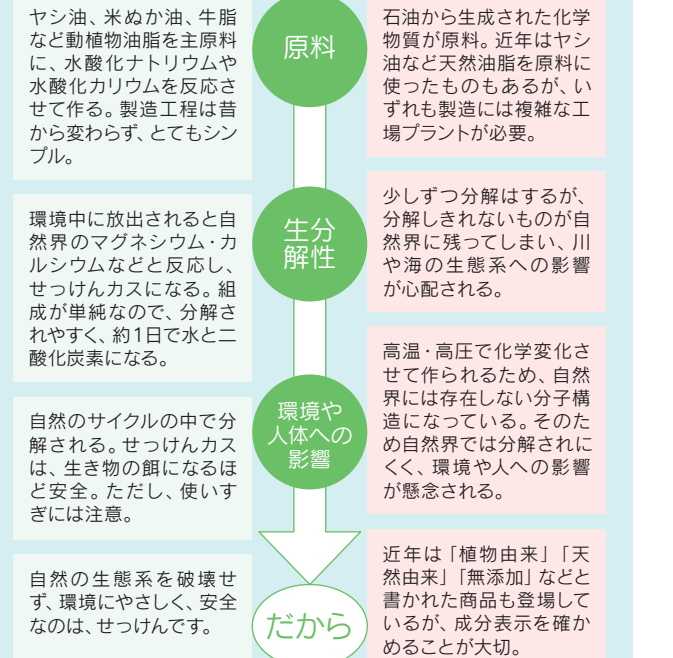 ヤシ油、米ぬか油、牛脂
など動植物油脂を主原料
に、水酸化ナトリウムや
水酸化カリウムを反応さ
せて作る。製造工程は昔
から変わらず、とてもシン
プル。
原料
石油から生成された化学
物質が原料。近年はヤシ
油など天然油脂を原料に
使ったものもあるが、い
ずれも製造には複雑な工
場プラントが必要。
環境中に放出されると自
然界のマグネシウム・カ
ルシウムなどと反応し、
せっけんカスになる。組
成が単純なので、分解さ
れやすく、約1日で水と二
酸化炭素になる。
生分
解性
少しずつ分解はするが、
分解しきれないものが自
然界に残ってしまい、川
や海の生態系への影響
が心配される。
自然のサイクルの中で分
解される。せっけんカス
は、生き物の餌になるほ
ど安全。ただし、使いす
ぎには注意。
環境や
人体への
影響
高温・高圧で化学変化さ
せて作られるため、自然
界には存在しない分子構
造になっている。そのた
め自然界では分解されに
くく、環境や人への影響
が懸念される。
自然の生態系を破壊せ
ず、環境にやさしく、安全
なのは、せっけんです。
だから
近年は「植物由来」「天
然由来」「無添加」などと
書かれた商品も登場して
いるが、成分表示を確か
めることが大切。